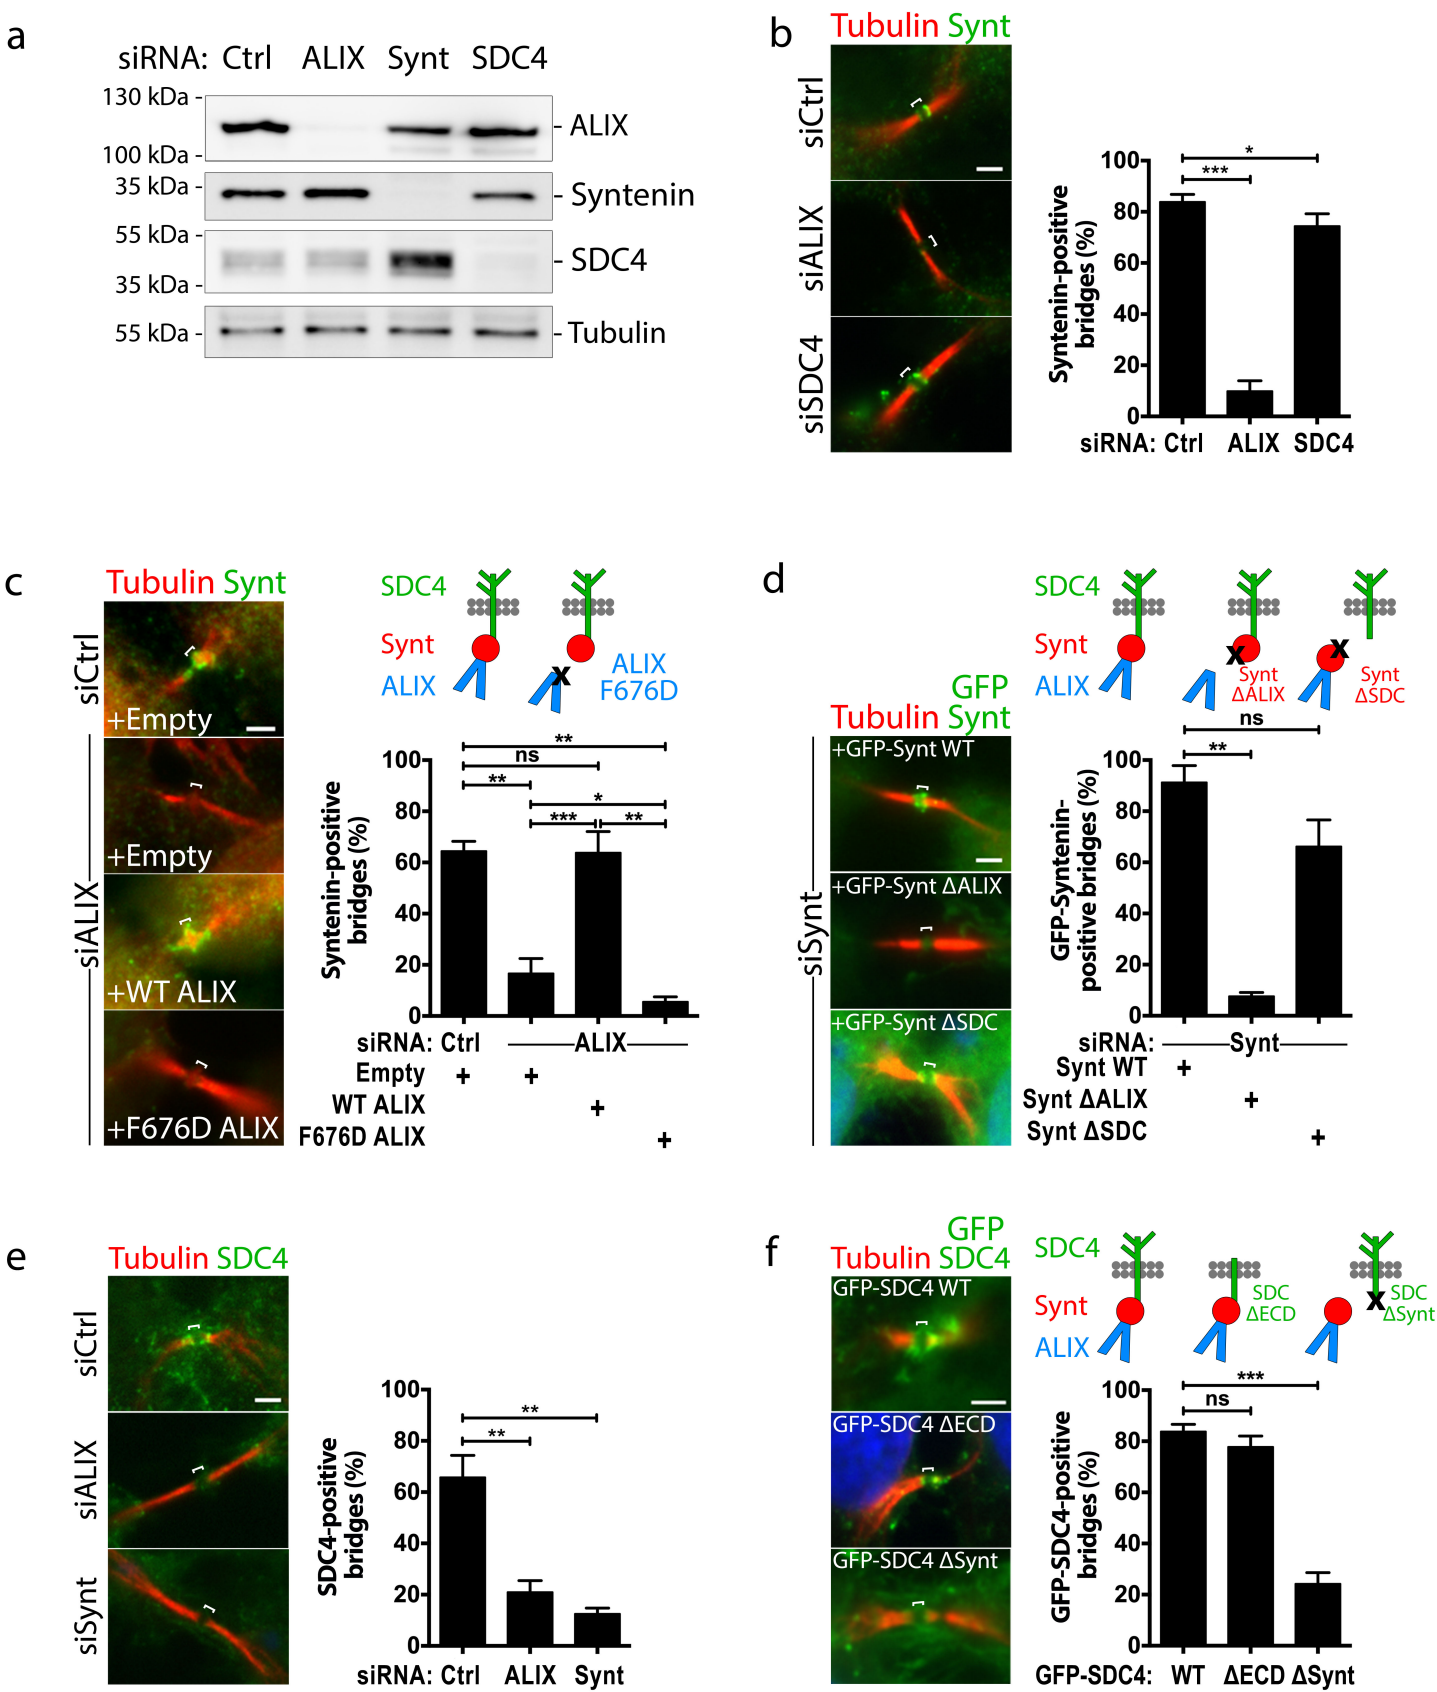 a
siRNA: Ctrl ALIX Synt SDC4
130 kDa -
- ALIX
100 kDa -
35 kDa -
- Syntenin
55 kDa -
- SDC4
35 kDa -
55 kDa -
- Tubulin
b
Tubulin Synt
siCtrl
siALIX
siSDC4
Syntenin-positive
bridges (%)
100
80
60
40
20
0
*
***
siRNA: Ctrl ALIX SDC4
c
Tubulin Synt
siCtrl
+Empty
siALIX
+Empty
+WT ALIX
+F676D ALIX
SDC4
Synt
ALIX
X
ALIX
F676D
Syntenin-positive
bridges (%)
100
80
60
40
20
0
**
ns
**
*
***
**
siRNA: Ctrl ALIX
Empty + +
WT ALIX +
F676D ALIX +
d
GFP
Tubulin Synt
siSynt
+GFP-Synt WT
+GFP-Synt ΔALIX
+GFP-Synt ΔSDC
SDC4
Synt
ALIX
X
Synt
ΔALIX
X
Synt
ΔSDC
GFP-Syntenin-
positive bridges (%)
100
80
60
40
20
0
ns
**
siRNA: Synt
Synt WT +
Synt ΔALIX +
Synt ΔSDC +
e
Tubulin SDC4
siCtrl
siALIX
siSynt
SDC4-positive
bridges (%)
100
80
60
40
20
0
**
**
siRNA: Ctrl ALIX Synt
f
GFP
Tubulin SDC4
GFP-SDC4 WT
GFP-SDC4 ΔECD
GFP-SDC4 ΔSynt
SDC4
Synt
ALIX
SDC
ΔECD
X
SDC
ΔSynt
GFP-SDC4-positive
bridges (%)
100
80
60
40
20
0
***
ns
GFP-SDC4: WT ΔECD ΔSynt